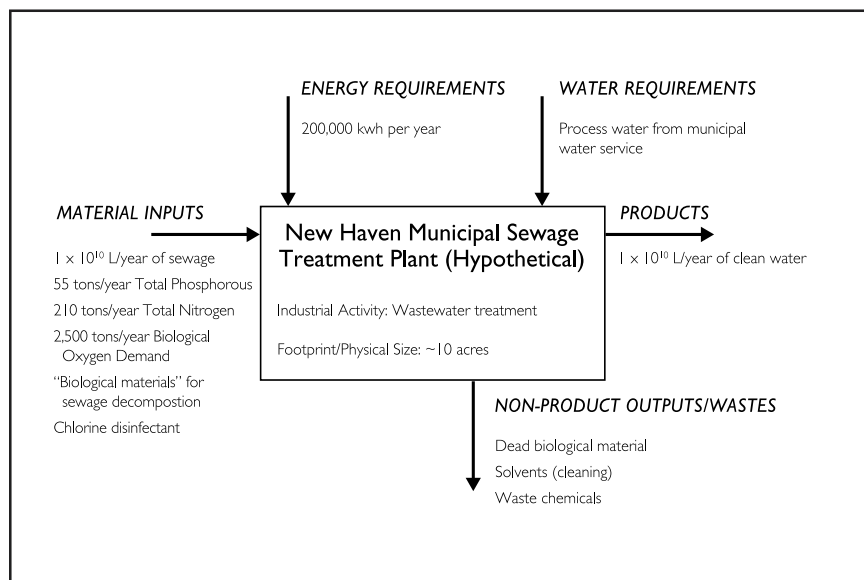 ENERGY REQUIREMENTS
200,000 kwh per year
WATER REQUIREMENTS
Process water from municipal
water service
MATERIAL INPUTS
1 x 10¹⁰ L/year of sewage
55 tons/year Total Phosphorous
210 tons/year Total Nitrogen
2,500 tons/year Biological
Oxygen Demand
“Biological materials” for
sewage decompostion
Chlorine disinfectant
New Haven Municipal Sewage
Treatment Plant (Hypothetical)
Industrial Activity: Wastewater treatment
Footprint/Physical Size: ~10 acres
PRODUCTS
1 x 10¹⁰ L/year of clean water
NON-PRODUCT OUTPUTS/WASTES
Dead biological material
Solvents (cleaning)
Waste chemicals